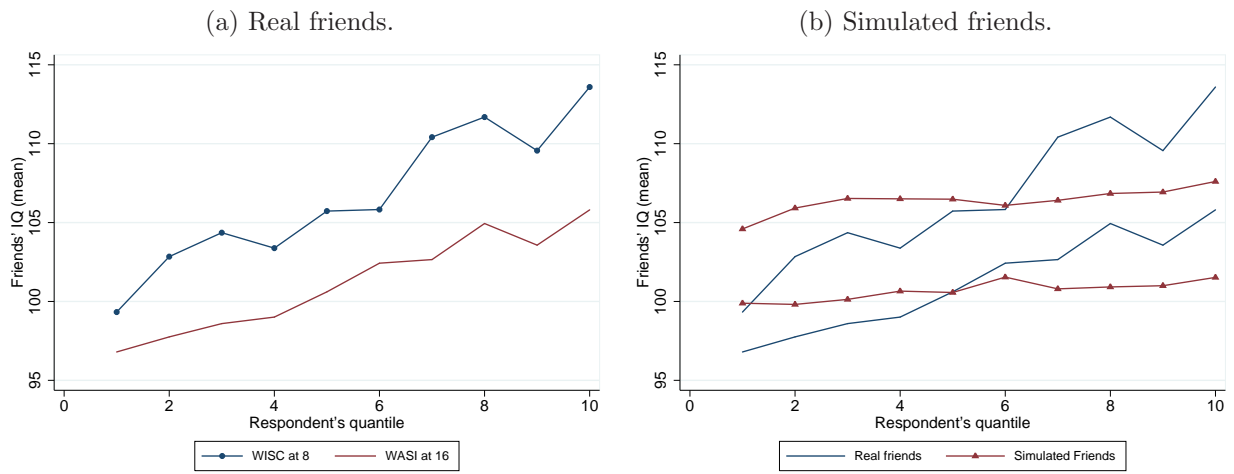 (a) Real friends.
Friends' IQ (mean)
115
110
105
100
95
0 2 4 6 8 10
Respondent's quantile
WISC at 8 WASI at 16
(b) Simulated friends.
Friends' IQ (mean)
115
110
105
100
95
0 2 4 6 8 10
Respondent's quantile
Real friends Simulated Friends